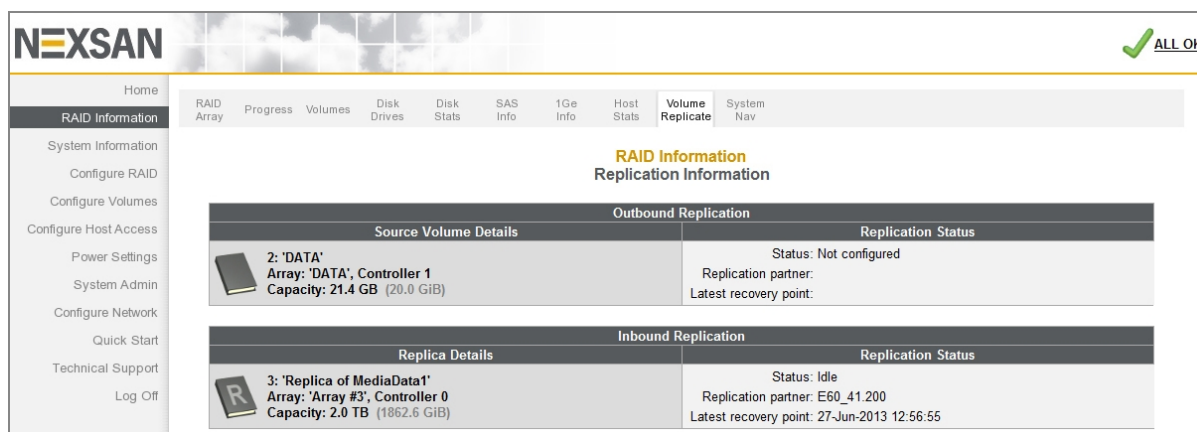 NEXSAN
ALL OK
Home
RAID Information
System Information
Configure RAID
Configure Volumes
Configure Host Access
Power Settings
System Admin
Configure Network
Quick Start
Technical Support
Log Off
RAID Array
Progress
Volumes
Disk Drives
Disk Stats
SAS Info
1Ge Info
Host Stats
Volume Replicate
System Nav
RAID Information
Replication Information
Outbound Replication
Source Volume Details
Replication Status
2: 'DATA'
Array: 'DATA', Controller 1
Capacity: 21.4 GB (20.0 GiB)
Status: Not configured
Replication partner:
Latest recovery point:
Inbound Replication
Replica Details
Replication Status
R
3: 'Replica of MediaData1'
Array: 'Array #3', Controller 0
Capacity: 2.0 TB (1862.6 GiB)
Status: Idle
Replication partner: E60_41.200
Latest recovery point: 27-Jun-2013 12:56:55